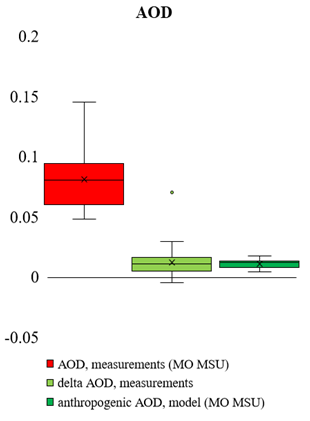 AOD
0.2
0.15
0.1
0.05
0
-0.05
AOD, measurements (MO MSU)
delta AOD, measurements
anthropogenic AOD, model (MO MSU)